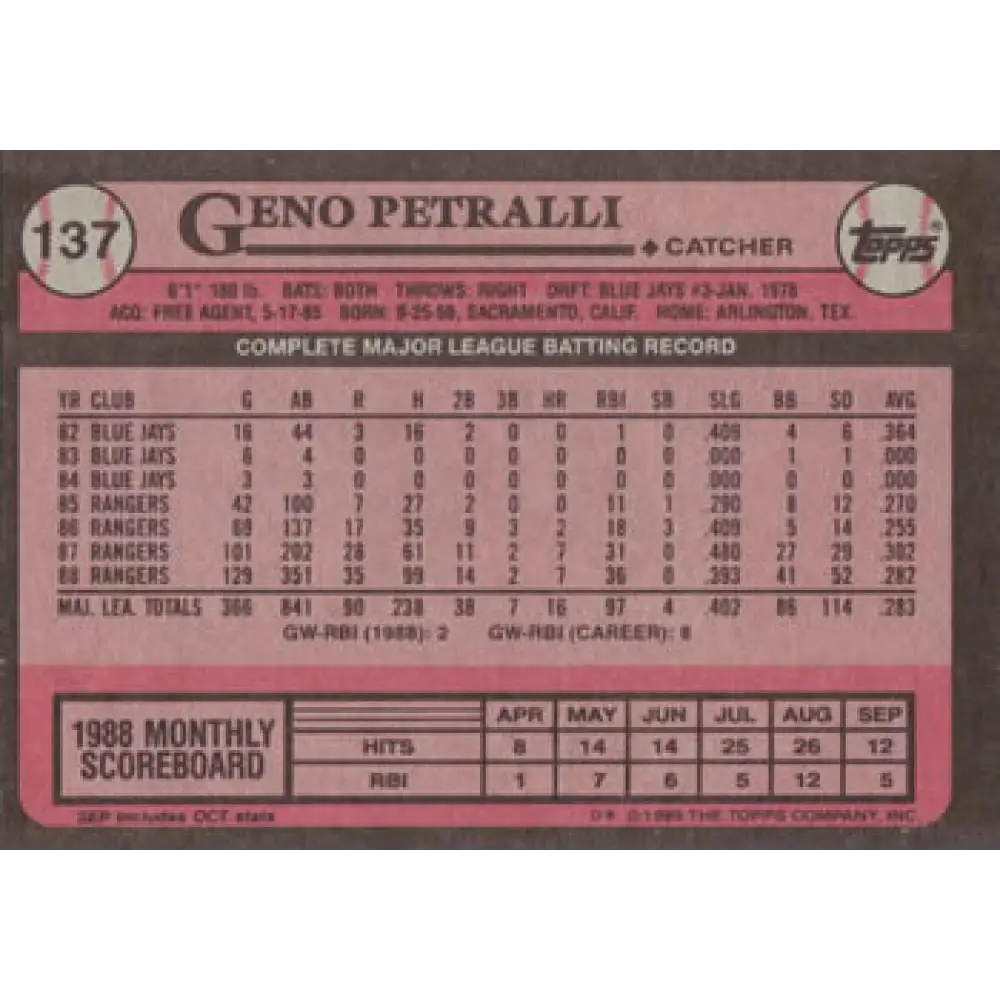 137
GENO PETRALLI
♦ CATCHER
topps®
6'1" 180 lb. BATS: BOTH THROWS: RIGHT DRFT: BLUE JAYS #3-JAN. 1978
ACQ: FREE AGENT, 5-17-85 BORN: 9-25-59, SACRAMENTO, CALIF. HOME: ARLINGTON, TEX.
COMPLETE MAJOR LEAGUE BATTING RECORD
YR CLUB G AB R H 2B 3B HR RBI SB SLG BB SO AVG
82 BLUE JAYS 16 44 3 16 2 0 0 1 0 .409 4 6 .364
83 BLUE JAYS 6 4 0 0 0 0 0 0 0 .000 1 1 .000
84 BLUE JAYS 3 3 0 0 0 0 0 0 0 .000 0 0 .000
85 RANGERS 42 100 7 27 2 0 0 11 1 .290 8 12 .270
86 RANGERS 69 137 17 35 9 3 2 18 3 .409 5 14 .255
87 RANGERS 101 202 28 61 11 2 7 31 0 .480 27 29 .302
88 RANGERS 129 351 35 99 14 2 7 36 0 .393 41 52 .282
MAJ. LEA. TOTALS 366 841 90 238 38 7 16 97 4 .402 86 114 .283
GW-RBI (1988): 2 GW-RBI (CAREER): 8
1988 MONTHLY
SCOREBOARD
APR MAY JUN JUL AUG SEP
HITS 8 14 14 25 26 12
RBI 1 7 6 5 12 5
SEP includes OCT. stats
©1989 THE TOPPS COMPANY, INC.